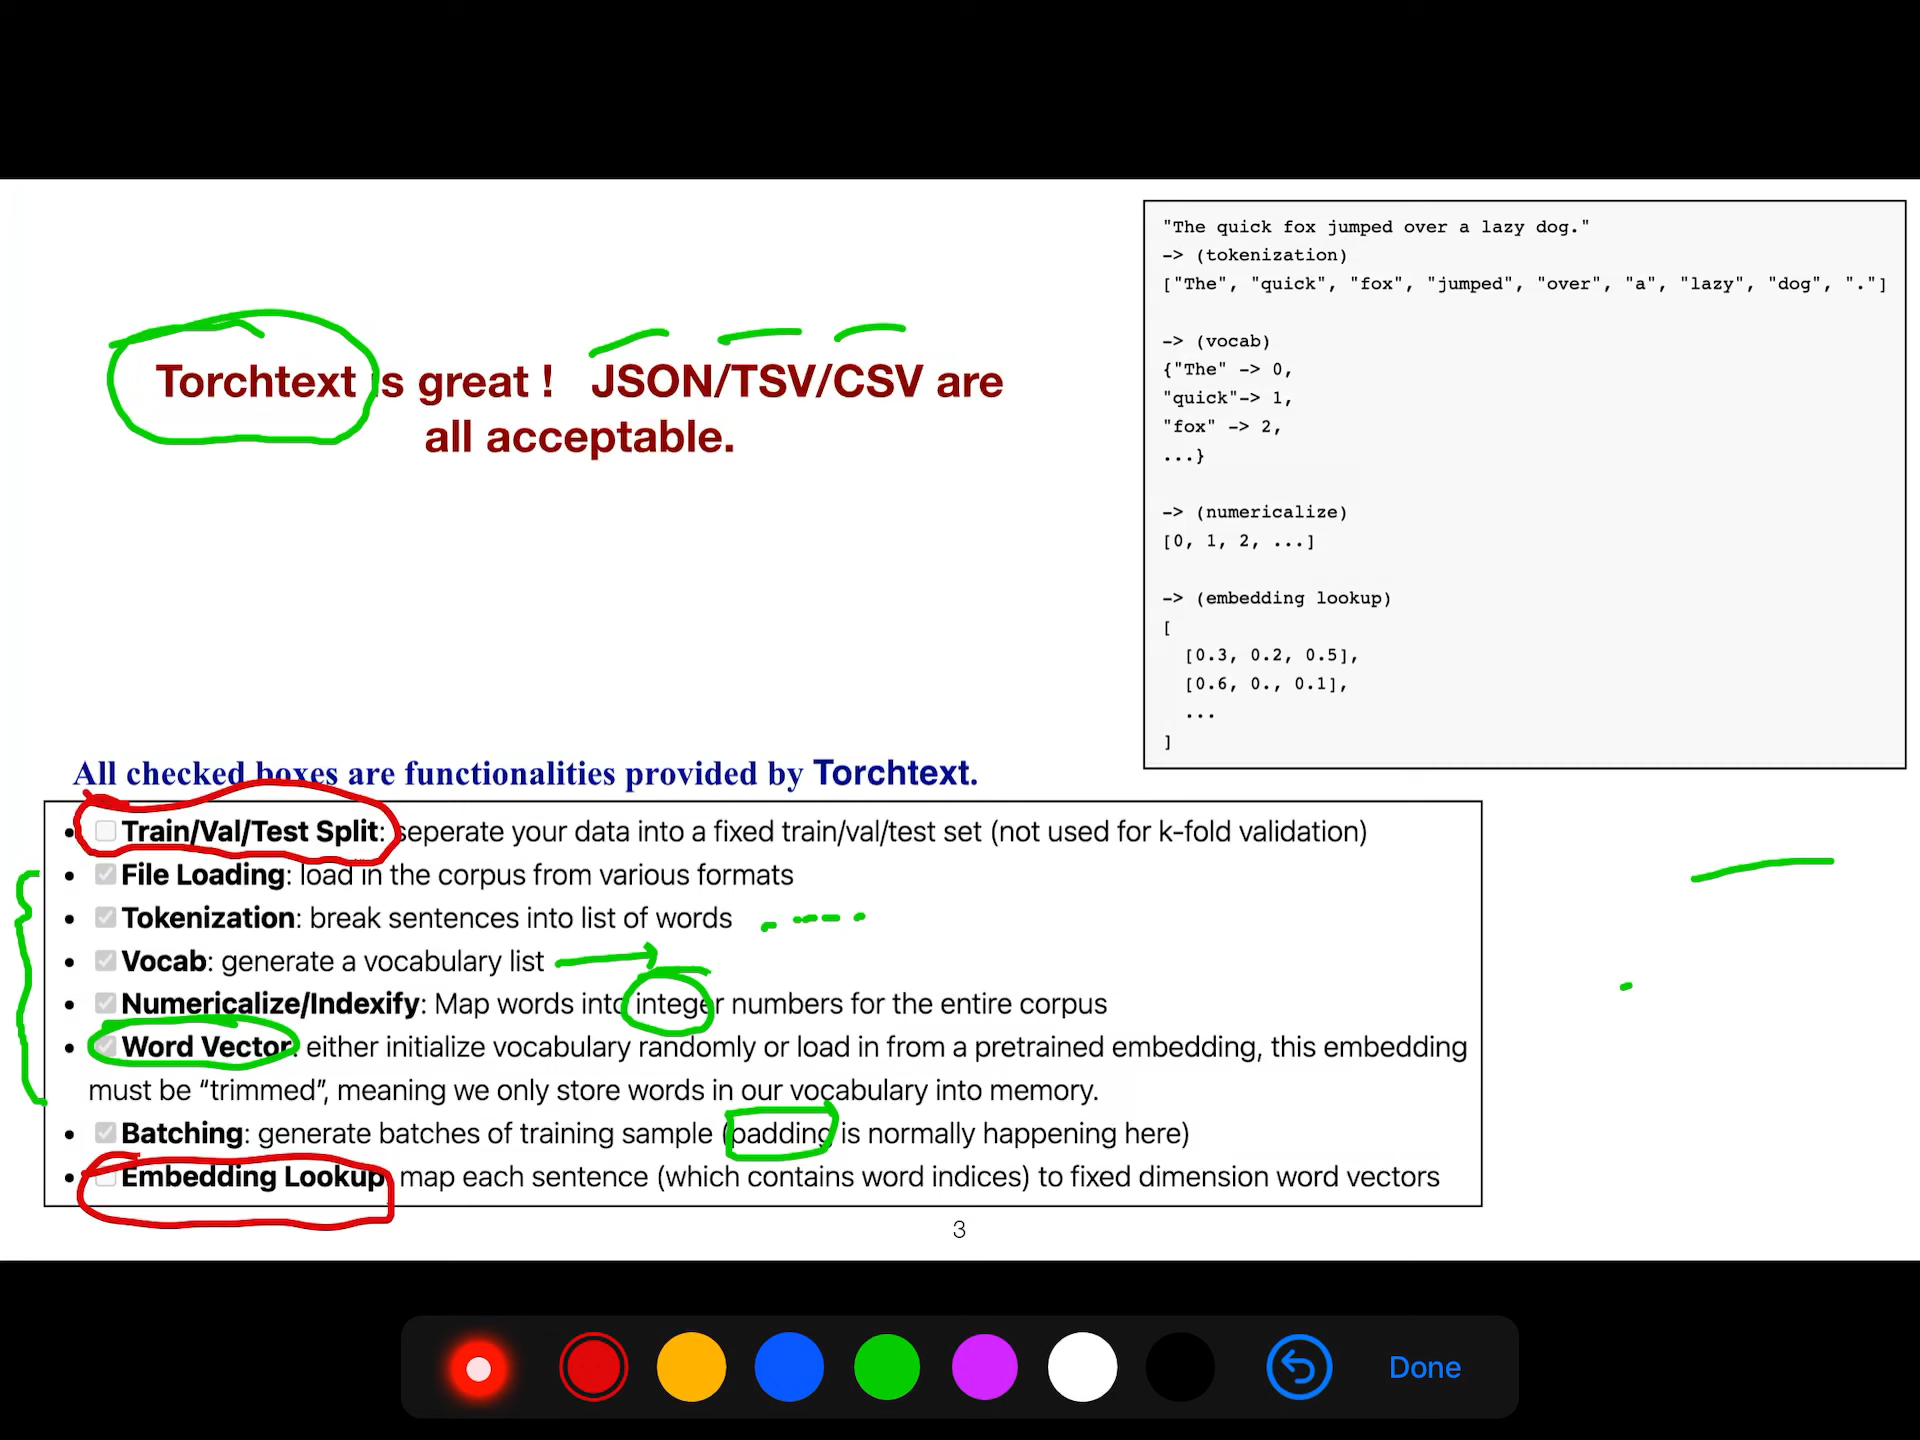 Torchtext is great ! JSON/TSV/CSV are
all acceptable.
"The quick fox jumped over a lazy dog."
-> (tokenization)
["The", "quick", "fox", "jumped", "over", "a", "lazy", "dog", "."]
-> (vocab)
{"The" -> 0,
"quick"-> 1,
"fox" -> 2,
...}
-> (numericalize)
[0, 1, 2, ...]
-> (embedding lookup)
[
[0.3, 0.2, 0.5],
[0.6, 0., 0.1],
...
]
All checked boxes are functionalities provided by Torchtext.
• Train/Val/Test Split: seperate your data into a fixed train/val/test set (not used for k-fold validation)
• File Loading: load in the corpus from various formats
• Tokenization: break sentences into list of words
• Vocab: generate a vocabulary list
• Numericalize/Indexify: Map words into integer numbers for the entire corpus
• Word Vector: either initialize vocabulary randomly or load in from a pretrained embedding, this embedding
must be “trimmed”, meaning we only store words in our vocabulary into memory.
• Batching: generate batches of training sample (padding is normally happening here)
• Embedding Lookup: map each sentence (which contains word indices) to fixed dimension word vectors
3
Done